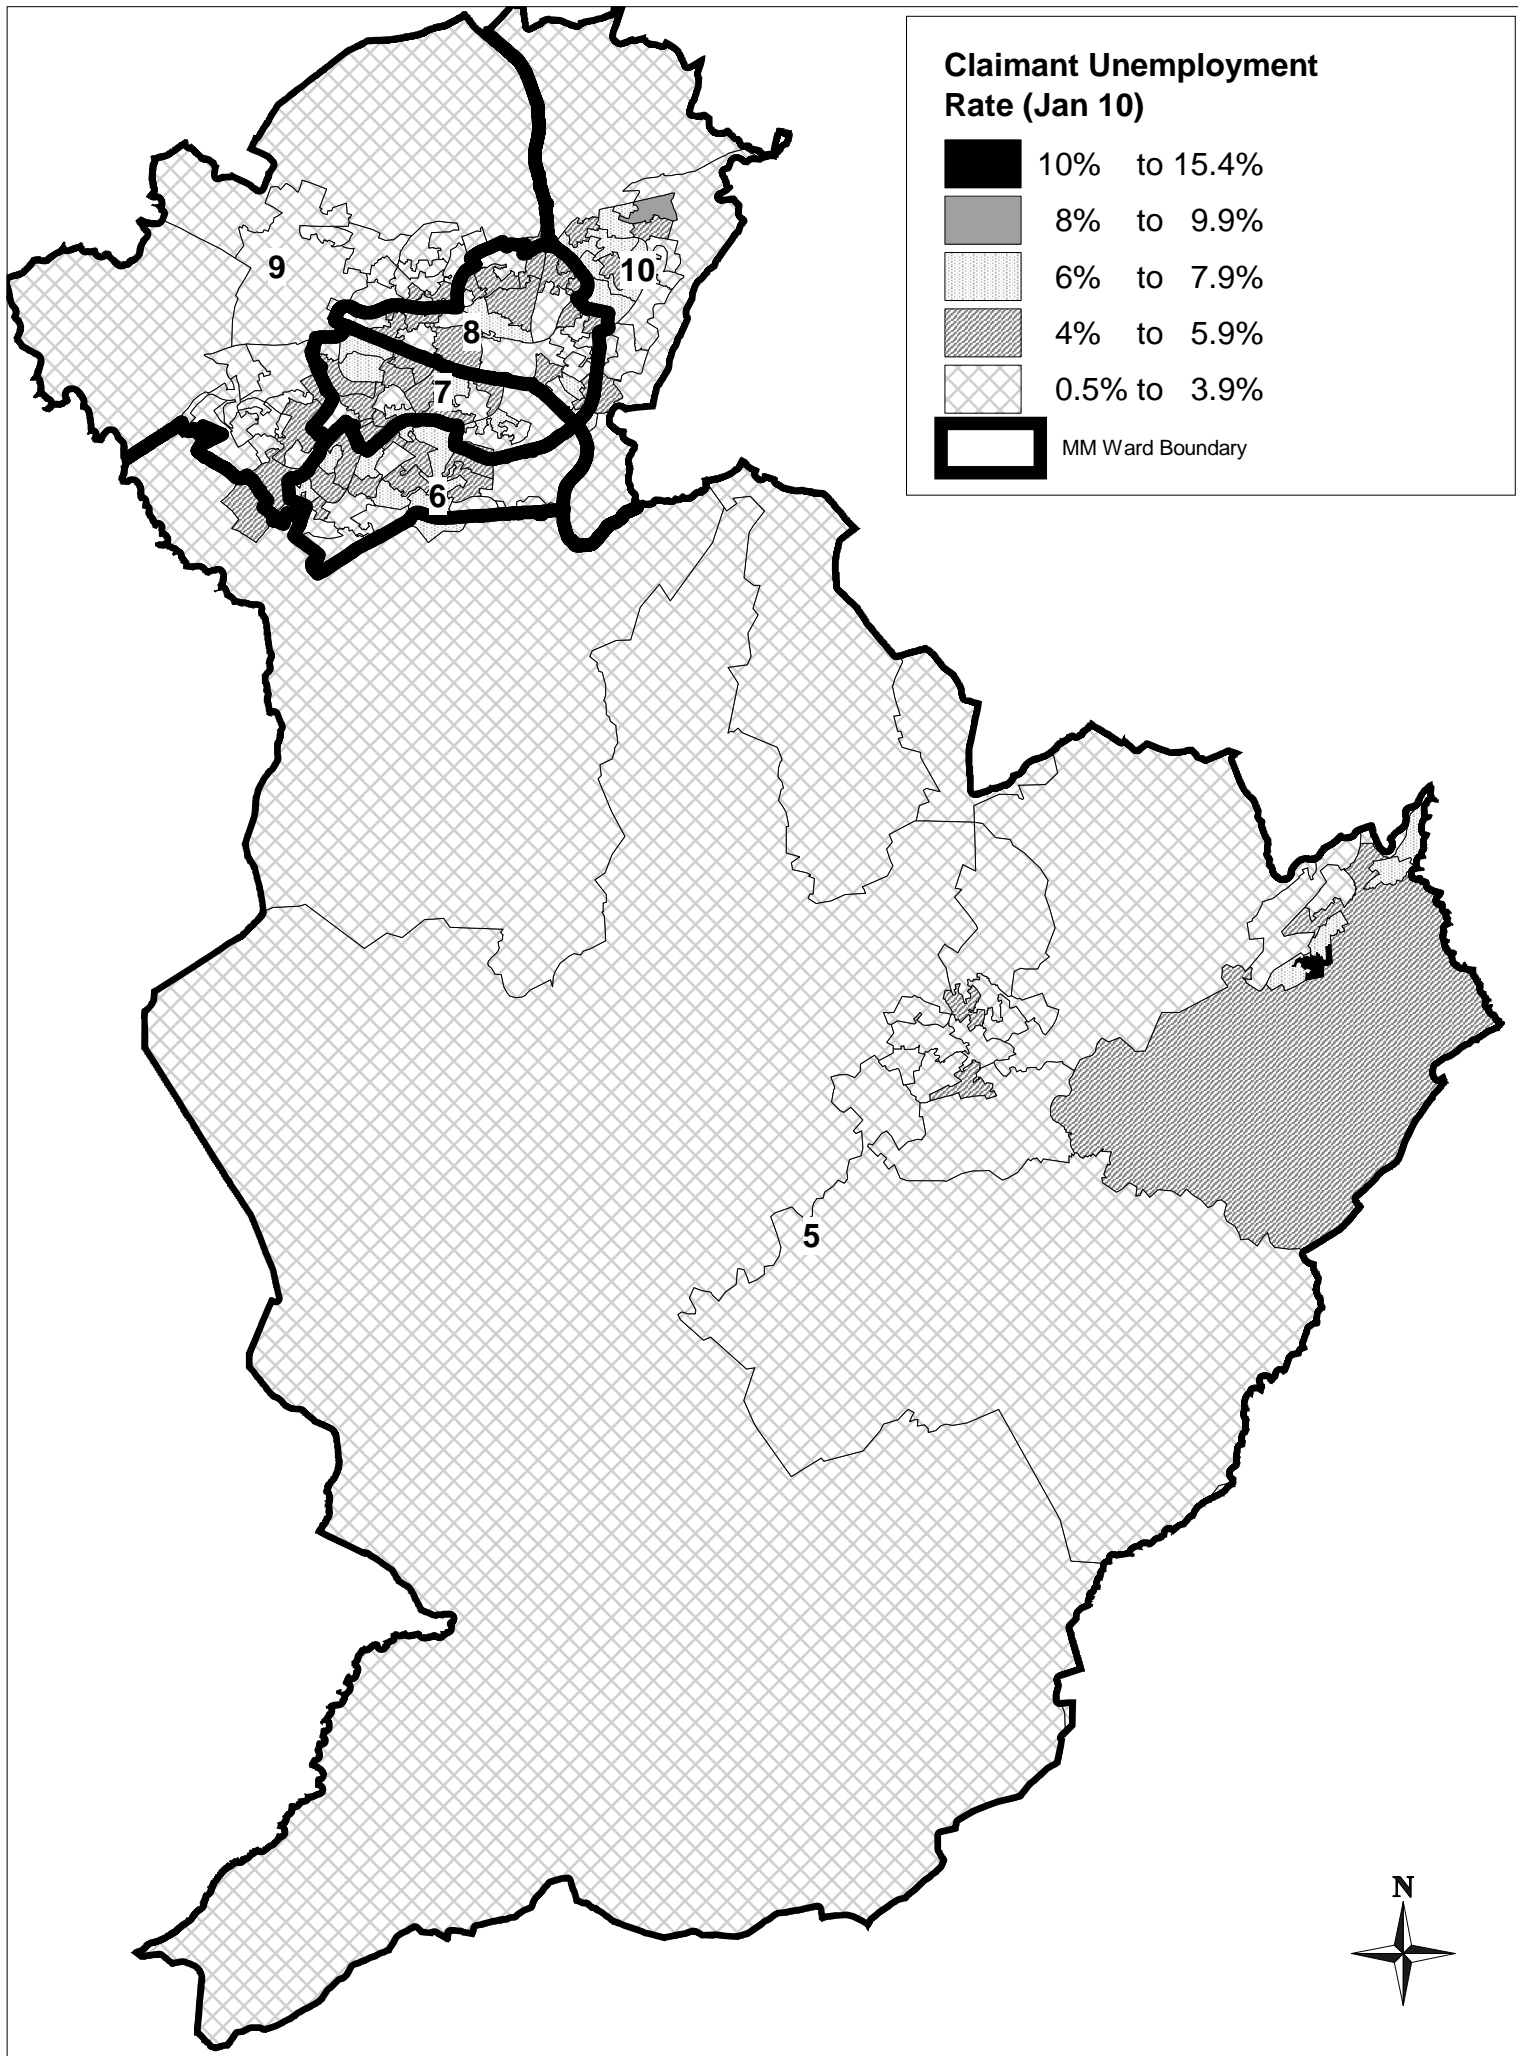 Claimant Unemployment
Rate (Jan 10)
10% to 15.4%
8% to 9.9%
6% to 7.9%
4% to 5.9%
0.5% to 3.9%
MM Ward Boundary
9
10
8
7
6
5
N